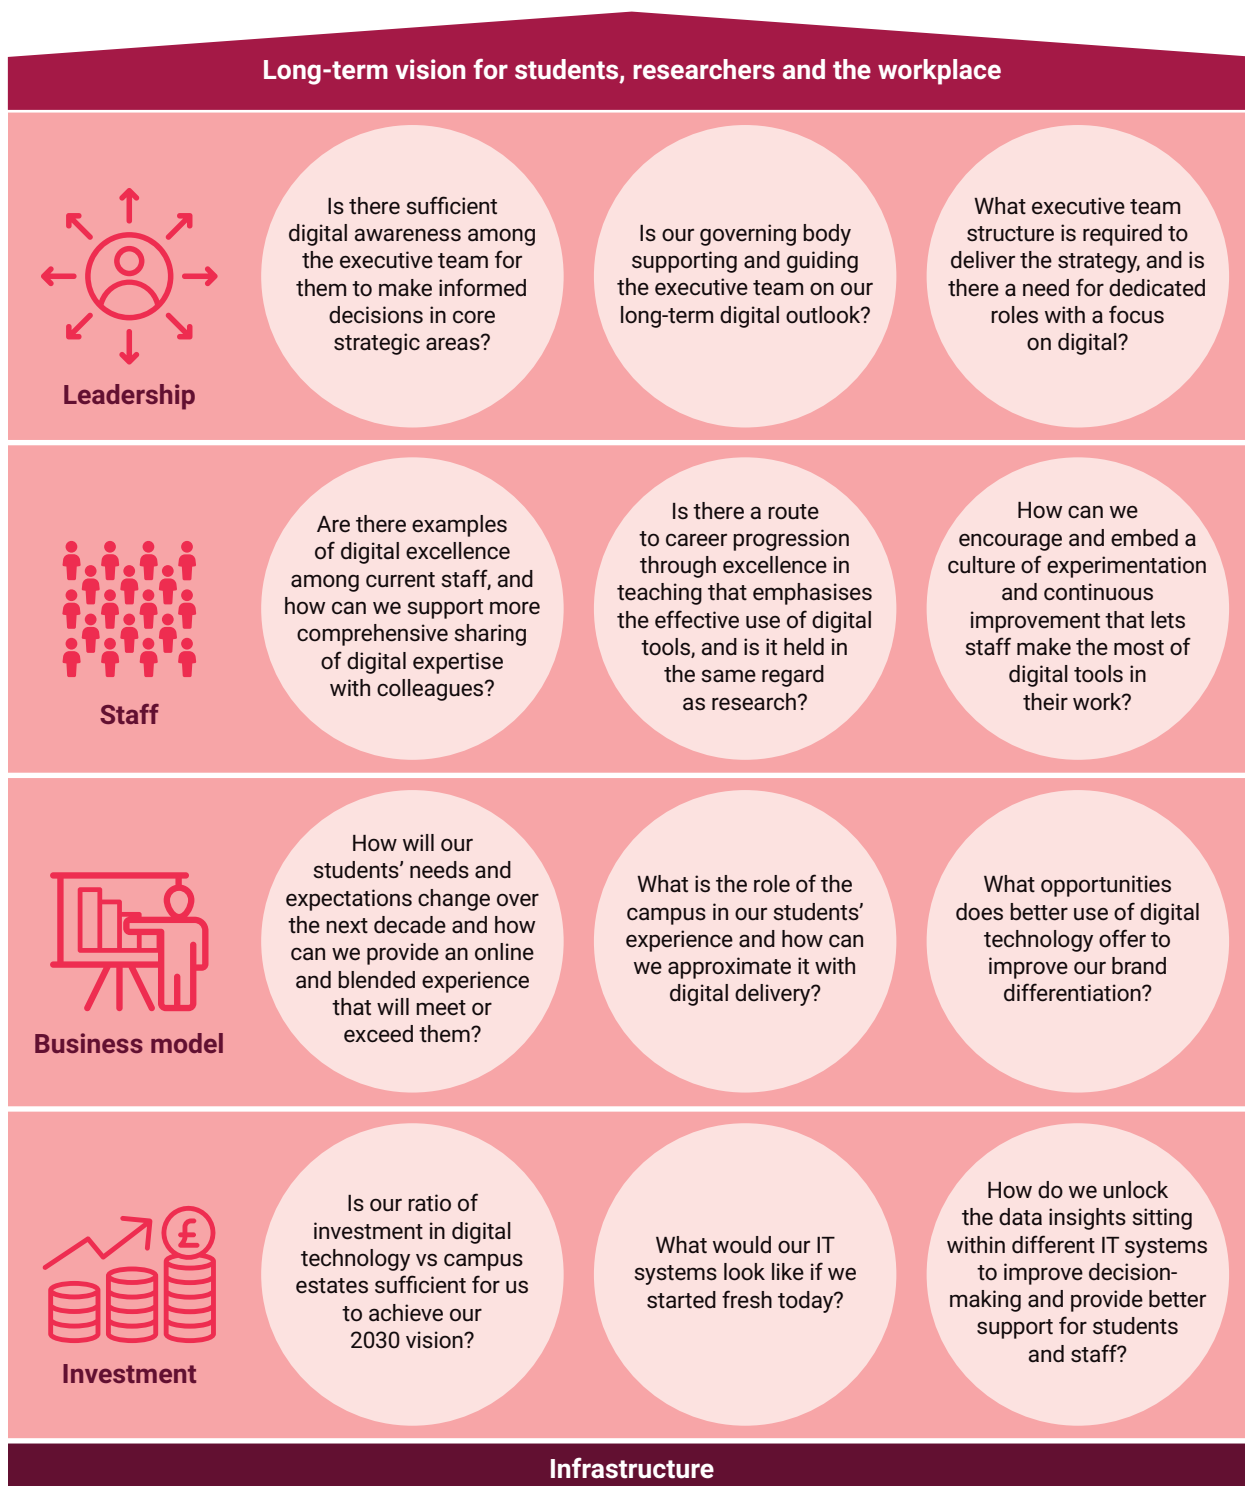 Long-term vision for students, researchers and the workplace
Leadership
Is there sufficient
digital awareness among
the executive team for
them to make informed
decisions in core
strategic areas?
Is our governing body
supporting and guiding
the executive team on our
long-term digital outlook?
What executive team
structure is required to
deliver the strategy, and is
there a need for dedicated
roles with a focus
on digital?
Staff
Are there examples
of digital excellence
among current staff, and
how can we support more
comprehensive sharing
of digital expertise
with colleagues?
Is there a route
to career progression
through excellence in
teaching that emphasises
the effective use of digital
tools, and is it held in
the same regard
as research?
How can we
encourage and embed a
culture of experimentation
and continuous
improvement that lets
staff make the most of
digital tools in
their work?
Business model
How will our
students’ needs and
expectations change over
the next decade and how
can we provide an online
and blended experience
that will meet or
exceed them?
What is the role of the
campus in our students’
experience and how can
we approximate it with
digital delivery?
What opportunities
does better use of digital
technology offer to
improve our brand
differentiation?
£
Investment
Is our ratio of
investment in digital
technology vs campus
estates sufficient for us
to achieve our
2030 vision?
What would our IT
systems look like if we
started fresh today?
How do we unlock
the data insights sitting
within different IT systems
to improve decision-
making and provide better
support for students
and staff?
Infrastructure